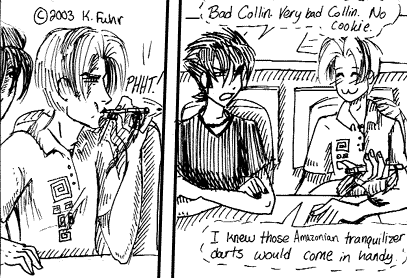 ©2003 K. Fuhr
PHHT!
Bad Collin. Very bad Collin. No
cookie.
I knew those Amazonian tranquilizer
darts would come in handy.